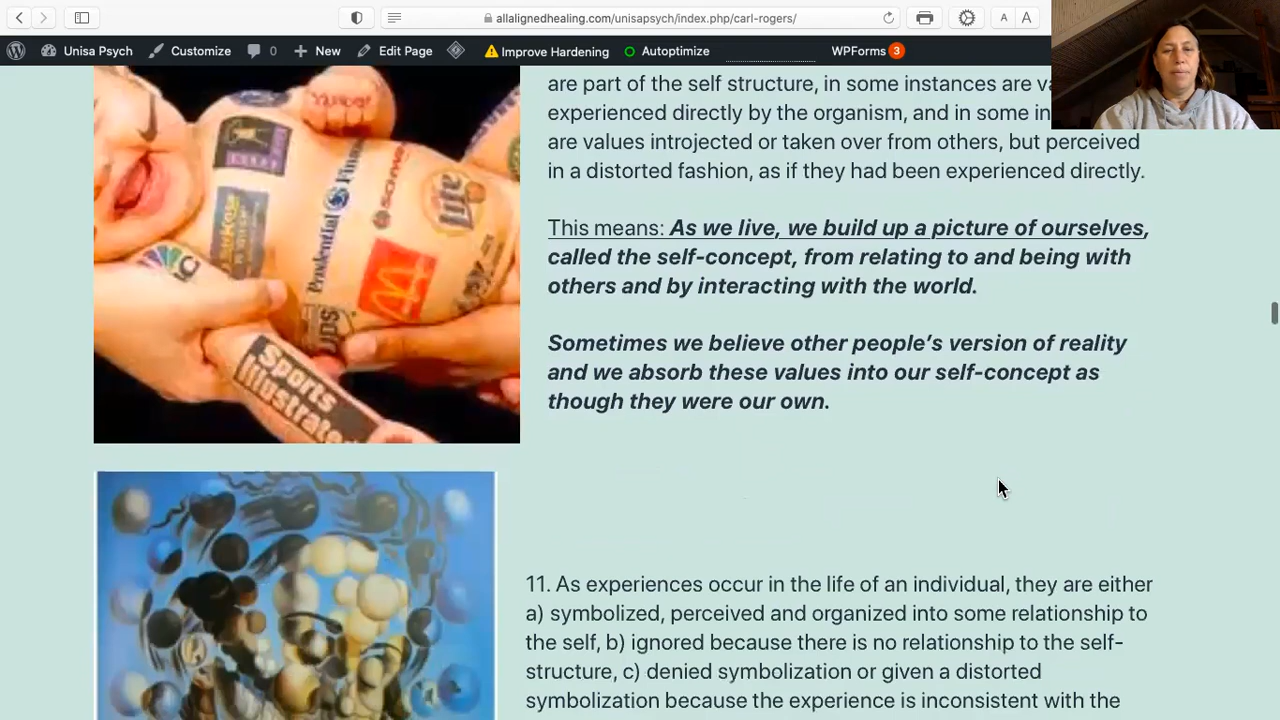 allalignedhealing.com/unisapsych/index.php/carl-rogers/
A A
Unisa Psych Customize 0 New Edit Page Improve Hardening Autoptimize WPForms 3
are part of the self structure, in some instances are
experienced directly by the organism, and in some
are values introjected or taken over from others, but perceived
in a distorted fashion, as if they had been experienced directly.
This means: As we live, we build up a picture of ourselves,
called the self-concept, from relating to and being with
others and by interacting with the world.
Sometimes we believe other people's version of reality
and we absorb these values into our self-concept as
though they were our own.
YAHOO!
Prudential
Lite
NBC
ups
Sports
Illustrated
11. As experiences occur in the life of an individual, they are either
a) symbolized, perceived and organized into some relationship to
the self, b) ignored because there is no relationship to the self-
structure, c) denied symbolization or given a distorted
symbolization because the experience is inconsistent with the